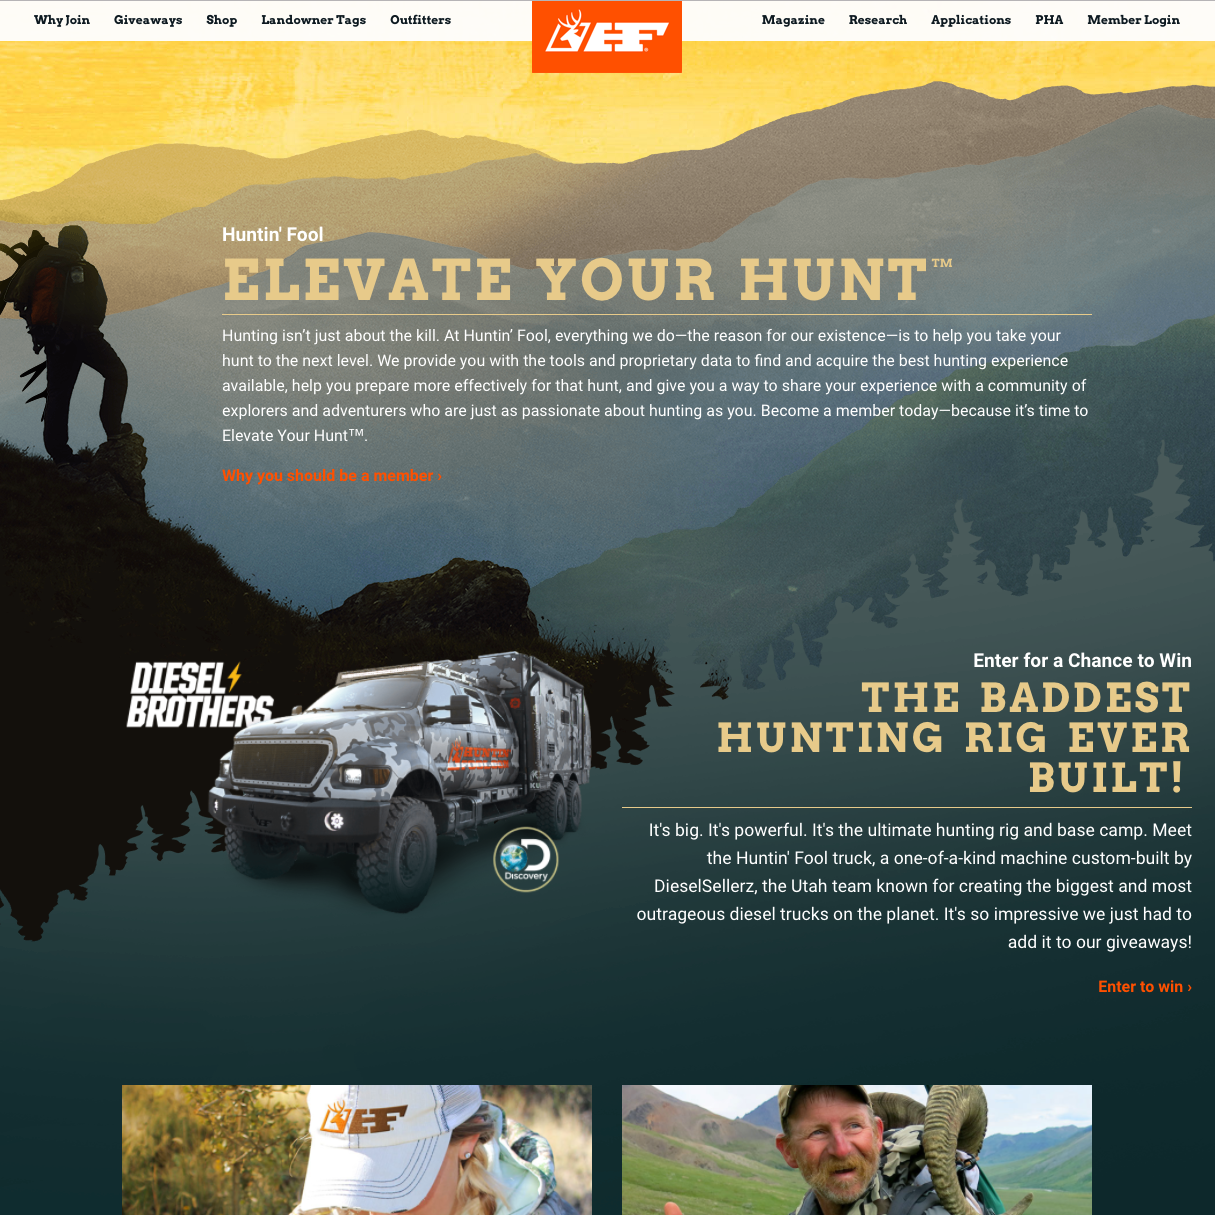 Why Join Giveaways Shop Landowner Tags Outfitters HF Magazine Research Applications PHA Member Login
Huntin' Fool
ELEVATE YOUR HUNT™
Hunting isn’t just about the kill. At Huntin’ Fool, everything we do—the reason for our existence—is to help you take your
hunt to the next level. We provide you with the tools and proprietary data to find and acquire the best hunting experience
available, help you prepare more effectively for that hunt, and give you a way to share your experience with a community of
explorers and adventurers who are just as passionate about hunting as you. Become a member today—because it’s time to
Elevate Your Hunt™.
Why you should be a member ›
DIESEL
BROTHERS
Discovery
Enter for a Chance to Win
THE BADDEST
HUNTING RIG EVER
BUILT!
It's big. It's powerful. It's the ultimate hunting rig and base camp. Meet
the Huntin' Fool truck, a one-of-a-kind machine custom-built by
DieselSellerz, the Utah team known for creating the biggest and most
outrageous diesel trucks on the planet. It's so impressive we just had to
add it to our giveaways!
Enter to win ›
HF